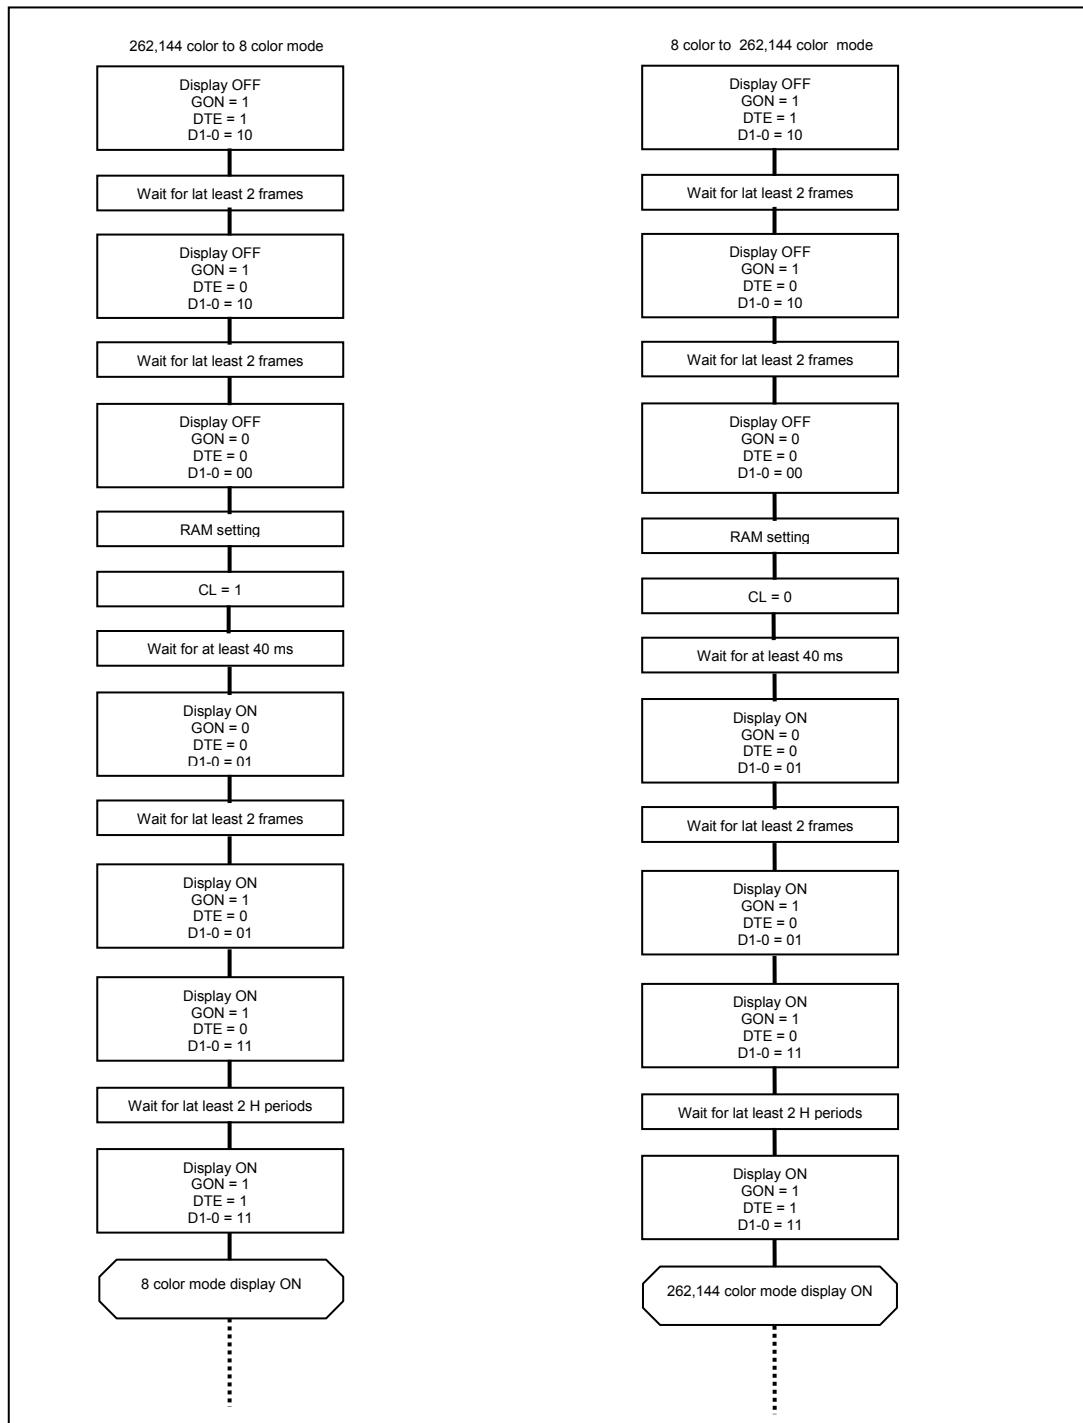 262,144 color to 8 color mode
Display OFF
GON = 1
DTE = 1
D1-0 = 10
Wait for lat least 2 frames
Display OFF
GON = 1
DTE = 0
D1-0 = 10
Wait for lat least 2 frames
Display OFF
GON = 0
DTE = 0
D1-0 = 00
RAM setting
CL = 1
Wait for at least 40 ms
Display ON
GON = 0
DTE = 0
D1-0 = 01
Wait for lat least 2 frames
Display ON
GON = 1
DTE = 0
D1-0 = 01
Display ON
GON = 1
DTE = 0
D1-0 = 11
Wait for lat least 2 H periods
Display ON
GON = 1
DTE = 1
D1-0 = 11
8 color mode display ON
8 color to 262,144 color mode
Display OFF
GON = 1
DTE = 1
D1-0 = 10
Wait for lat least 2 frames
Display OFF
GON = 1
DTE = 0
D1-0 = 10
Wait for lat least 2 frames
Display OFF
GON = 0
DTE = 0
D1-0 = 00
RAM setting
CL = 0
Wait for at least 40 ms
Display ON
GON = 0
DTE = 0
D1-0 = 01
Wait for lat least 2 frames
Display ON
GON = 1
DTE = 0
D1-0 = 01
Display ON
GON = 1
DTE = 0
D1-0 = 11
Wait for lat least 2 H periods
Display ON
GON = 1
DTE = 1
D1-0 = 11
262,144 color mode display ON